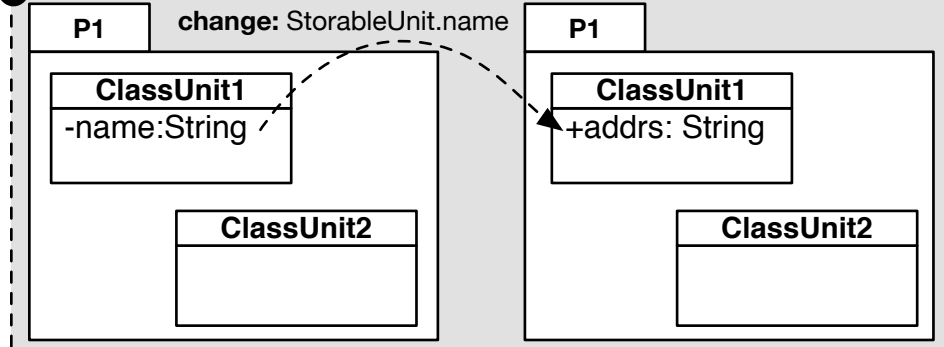 P1
change: StorableUnit.name
P1
ClassUnit1
-name:String
ClassUnit2
ClassUnit1
+addrs: String
ClassUnit2